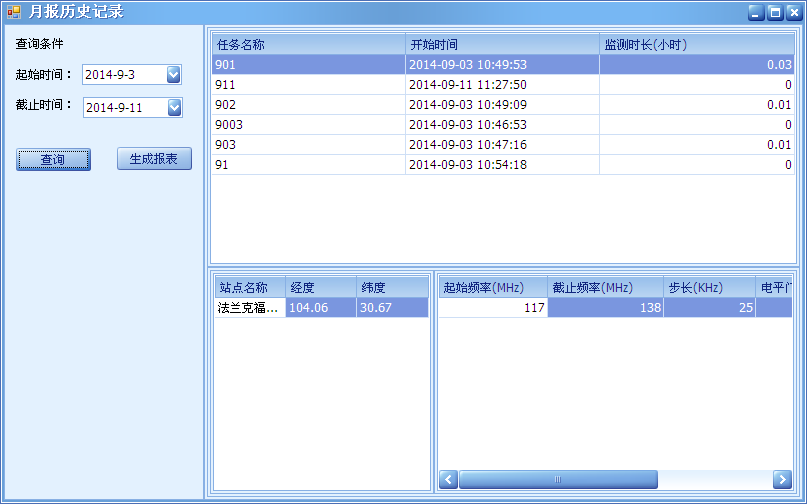 月报历史记录
查询条件
起始时间： 2014-9-3
截止时间： 2014-9-11
查询 生成报表
任务名称 开始时间 监测时长(小时)
901 2014-09-03 10:49:53 0.03
911 2014-09-11 11:27:50 0
902 2014-09-03 10:49:09 0.01
9003 2014-09-03 10:46:53 0
903 2014-09-03 10:47:16 0.01
91 2014-09-03 10:54:18 0
站点名称 经度 纬度
法兰克福... 104.06 30.67
起始频率(MHz) 截止频率(MHz) 步长(KHz) 电平门
117 138 25